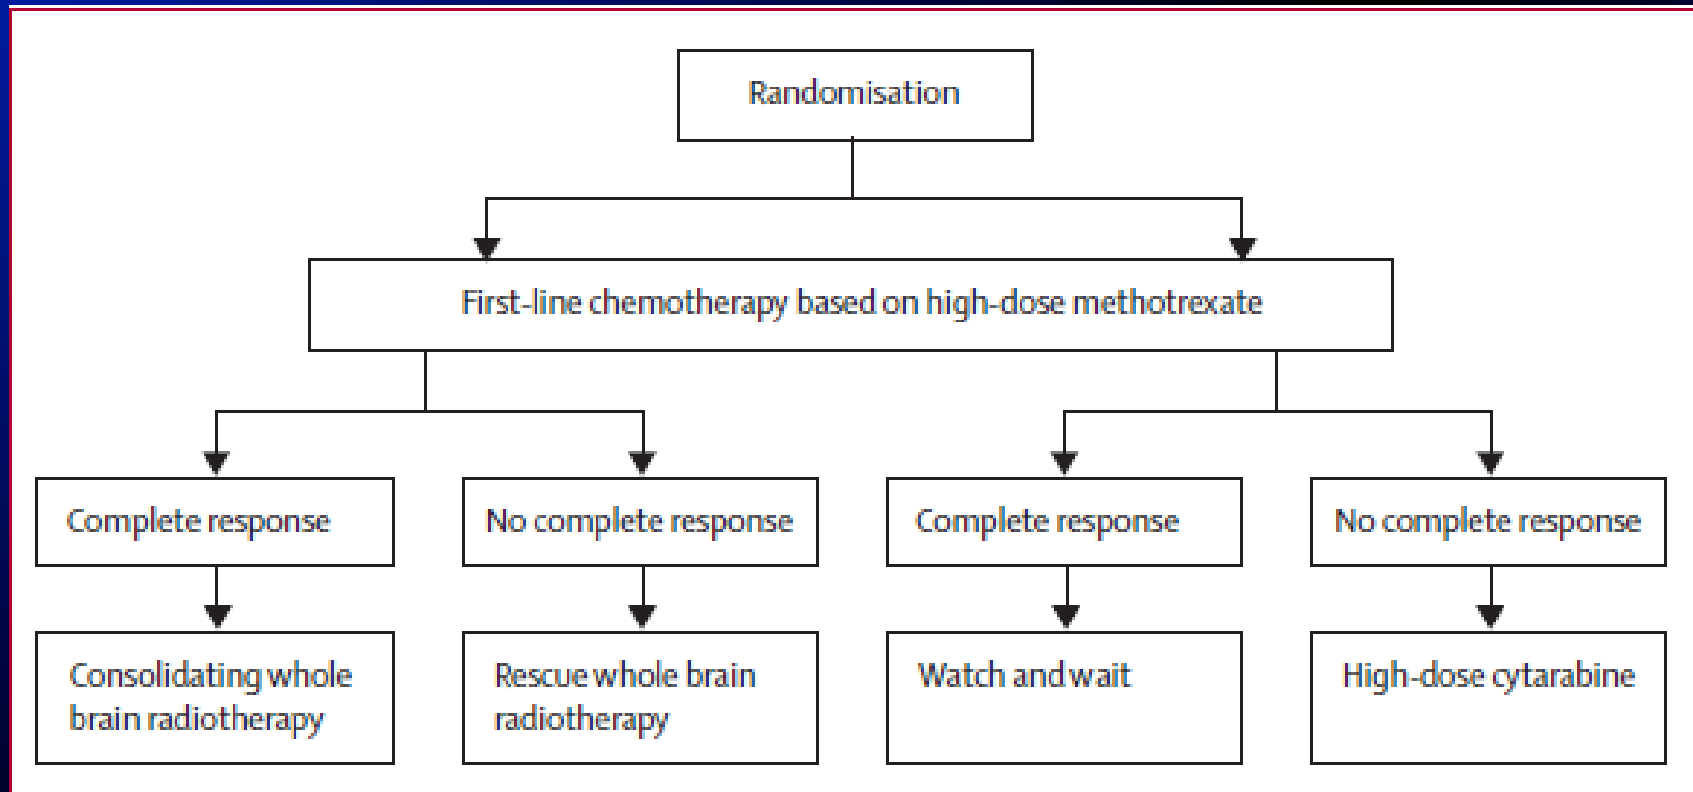 Randomisation
First-line chemotherapy based on high-dose methotrexate
Complete response
No complete response
Complete response
No complete response
Consolidating whole
brain radiotherapy
Rescue whole brain
radiotherapy
Watch and wait
High-dose cytarabine